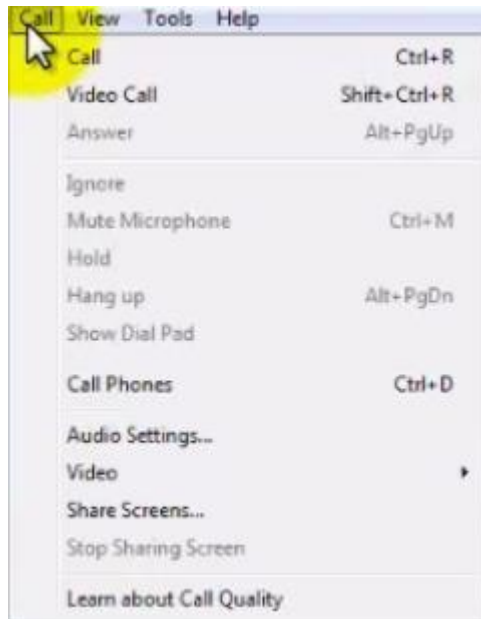 Call View Tools Help
Call Ctrl+R
Video Call Shift+Ctrl+R
Answer Alt+PgUp
Ignore
Mute Microphone Ctrl+M
Hold
Hang up Alt+PgDn
Show Dial Pad
Call Phones Ctrl+D
Audio Settings...
Video
Share Screens...
Stop Sharing Screen
Learn about Call Quality